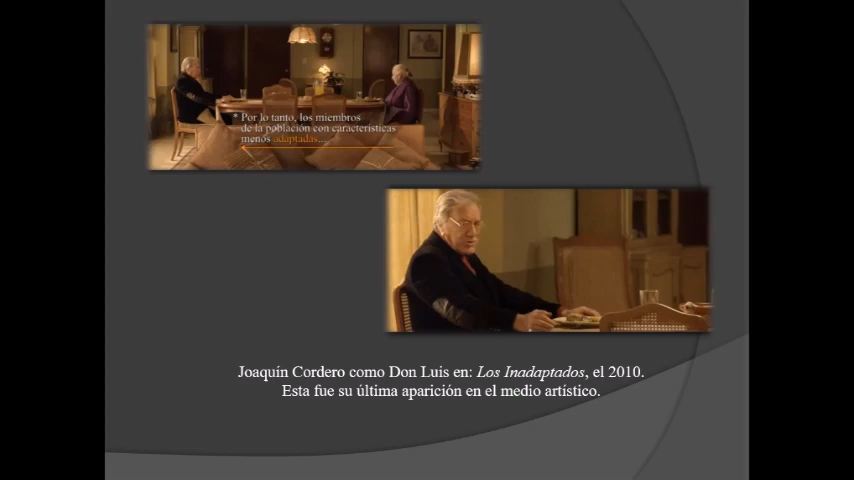 Por lo tanto, los miembros
de la población con características
menos adaptadas...
Joaquín Cordero como Don Luis en: Los Inadaptados, el 2010.
Esta fue su última aparición en el medio artístico.